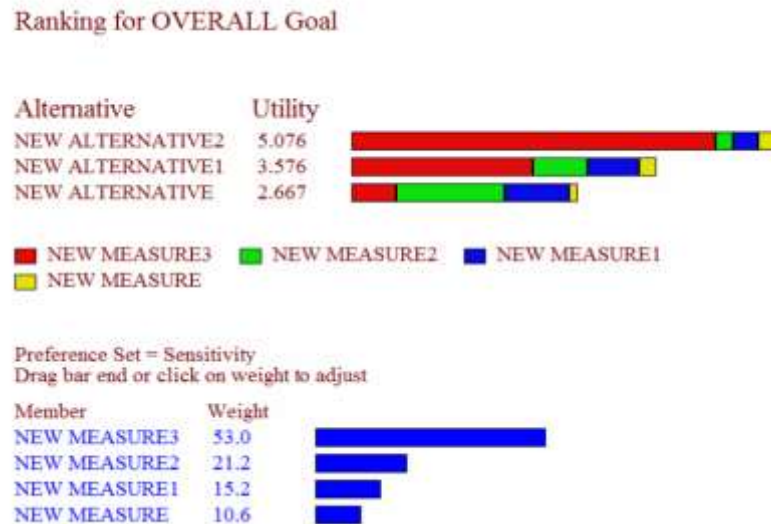 Ranking for OVERALL Goal
Alternative Utility
NEW ALTERNATIVE2 5.076
NEW ALTERNATIVE1 3.576
NEW ALTERNATIVE 2.667
NEW MEASURE3 NEW MEASURE2 NEW MEASURE1
NEW MEASURE
Preference Set = Sensitivity
Drag bar end or click on weight to adjust
Member Weight
NEW MEASURE3 53.0
NEW MEASURE2 21.2
NEW MEASURE1 15.2
NEW MEASURE 10.6